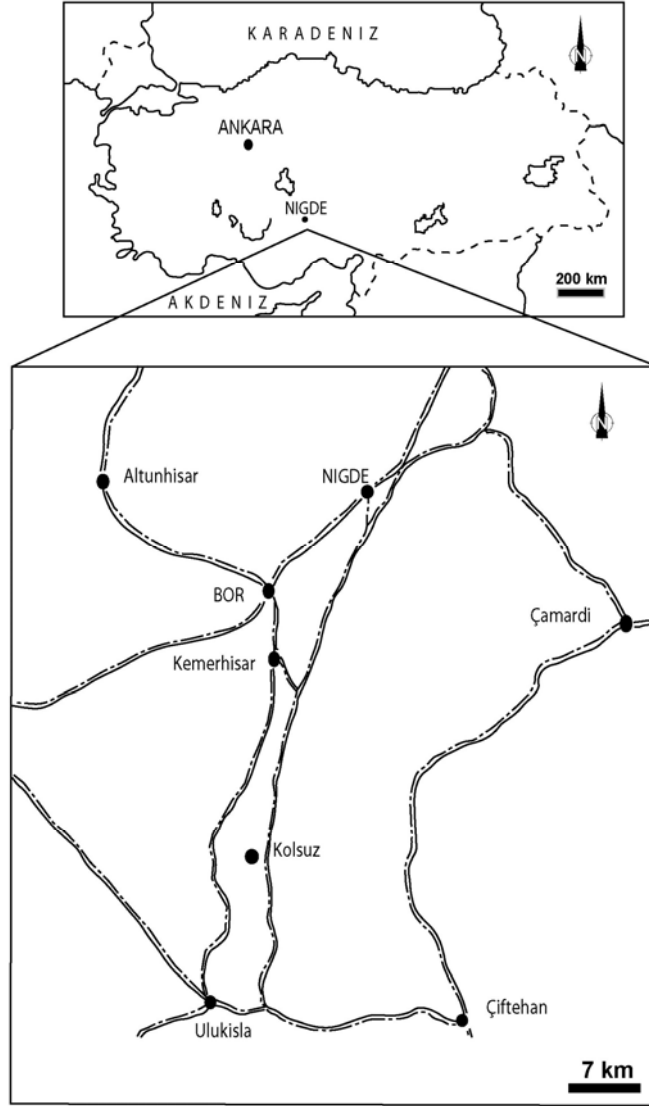 KARADENIZ
N
ANKARA
NIGDE
200 km
AKDENIZ
N
Altunhisar
NIGDE
BOR
Çamardi
Kemerhisar
Kolsuz
Ulukisla
Çiftehan
7 km